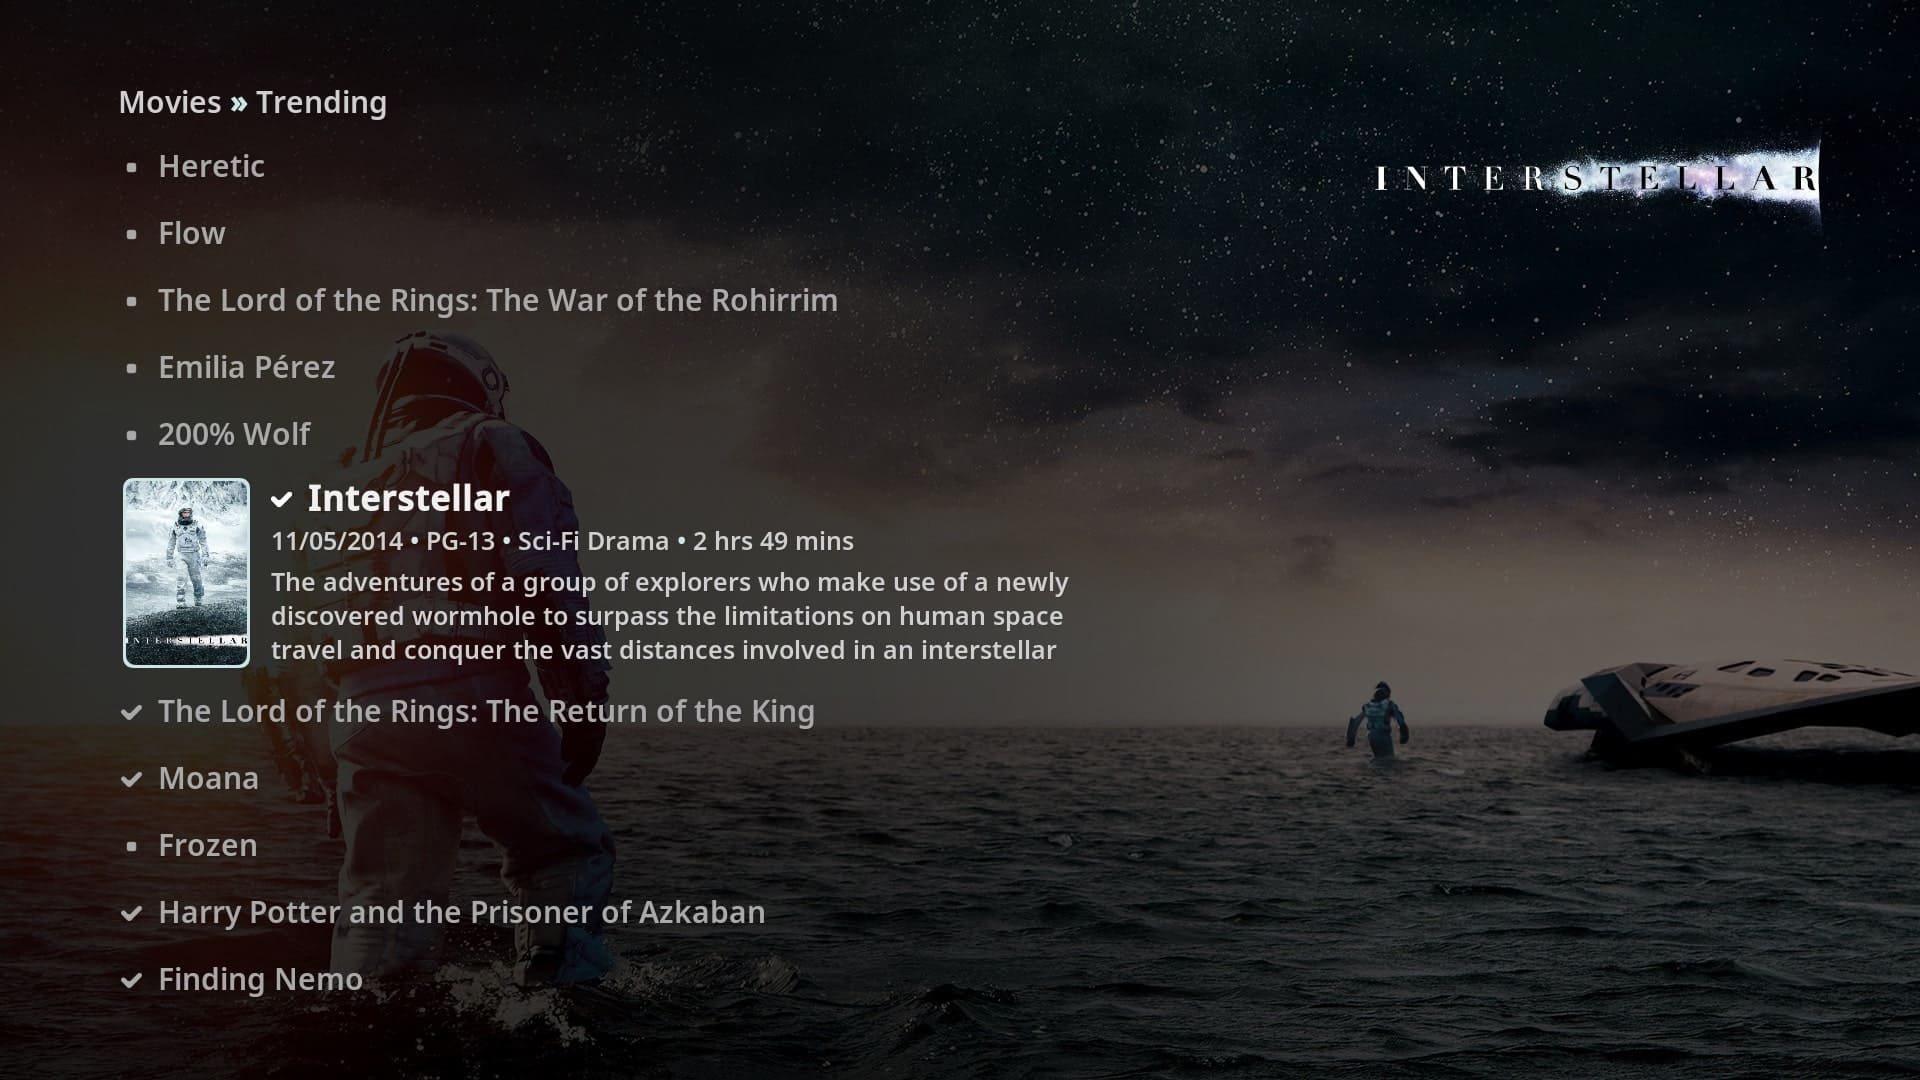 Movies » Trending
Heretic
INTERSTELLAR
Flow
The Lord of the Rings: The War of the Rohirrim
Emilia Pérez
200% Wolf
Interstellar
11/05/2014 • PG-13 • Sci-Fi Drama • 2 hrs 49 mins
The adventures of a group of explorers who make use of a newly
discovered wormhole to surpass the limitations on human space
travel and conquer the vast distances involved in an interstellar
INTERSTELLAR
The Lord of the Rings: The Return of the King
Moana
Frozen
Harry Potter and the Prisoner of Azkaban
Finding Nemo